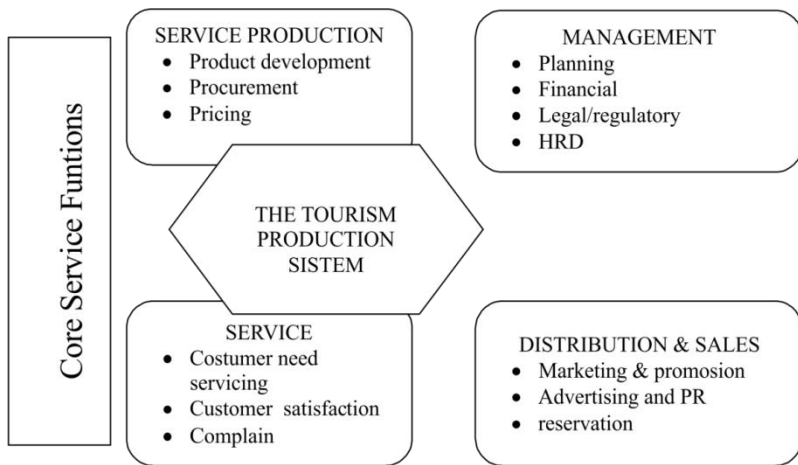 Core Service Funtions
SERVICE PRODUCTION
● Product development
● Procurement
● Pricing
MANAGEMENT
● Planning
● Financial
● Legal/regulatory
● HRD
THE TOURISM
PRODUCTION
SISTEM
SERVICE
● Costumer need
servicing
● Customer satisfaction
● Complain
DISTRIBUTION & SALES
● Marketing & promosion
● Advertising and PR
● reservation